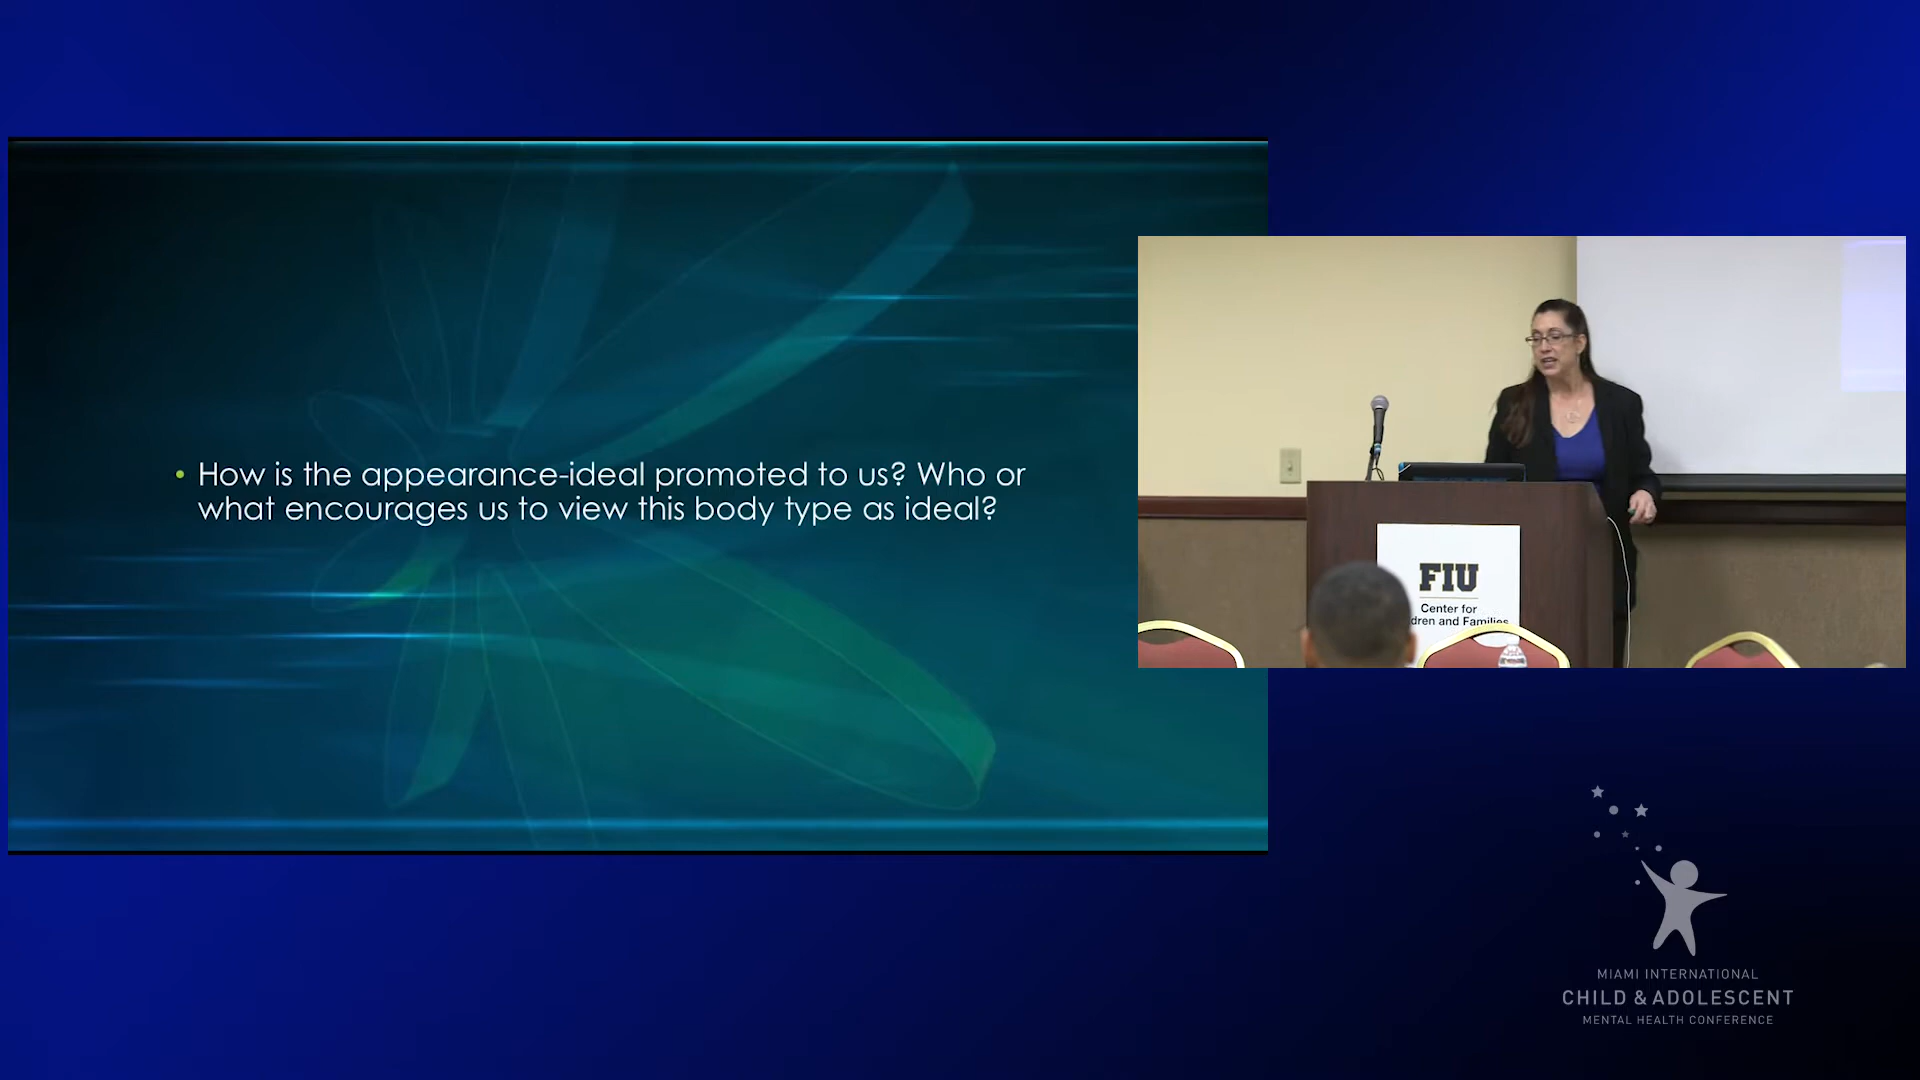 • How is the appearance-ideal promoted to us? Who or
what encourages us to view this body type as ideal?
FIU
Center for
dren and Families
MIAMI INTERNATIONAL
CHILD & ADOLESCENT
MENTAL HEALTH CONFERENCE